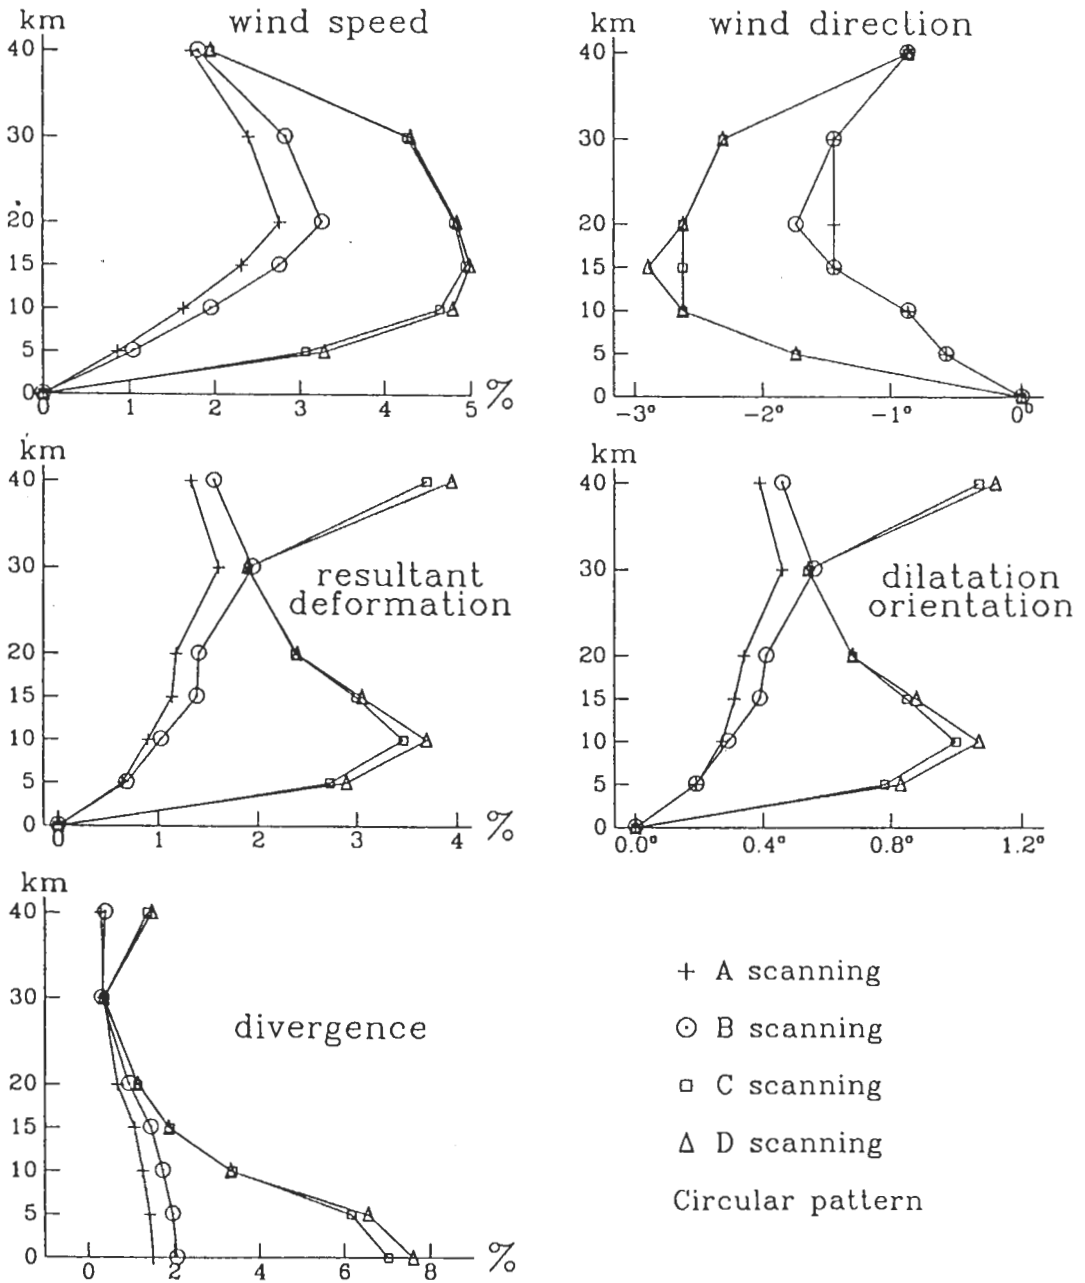 km
wind speed
40
30
20
15
10
5
0
0 1 2 3 4 5 %
km
wind direction
40
30
20
15
10
5
0
-3° -2° -1° 0°
km
40
30
20
15
10
5
0
resultant
deformation
0 1 2 3 4 %
km
40
30
20
15
10
5
0
dilatation
orientation
0.0° 0.4° 0.8° 1.2°
km
40
30
20
15
10
5
0
divergence
0 2 4 6 8 %
+ A scanning
⊙ B scanning
□ C scanning
△ D scanning
Circular pattern